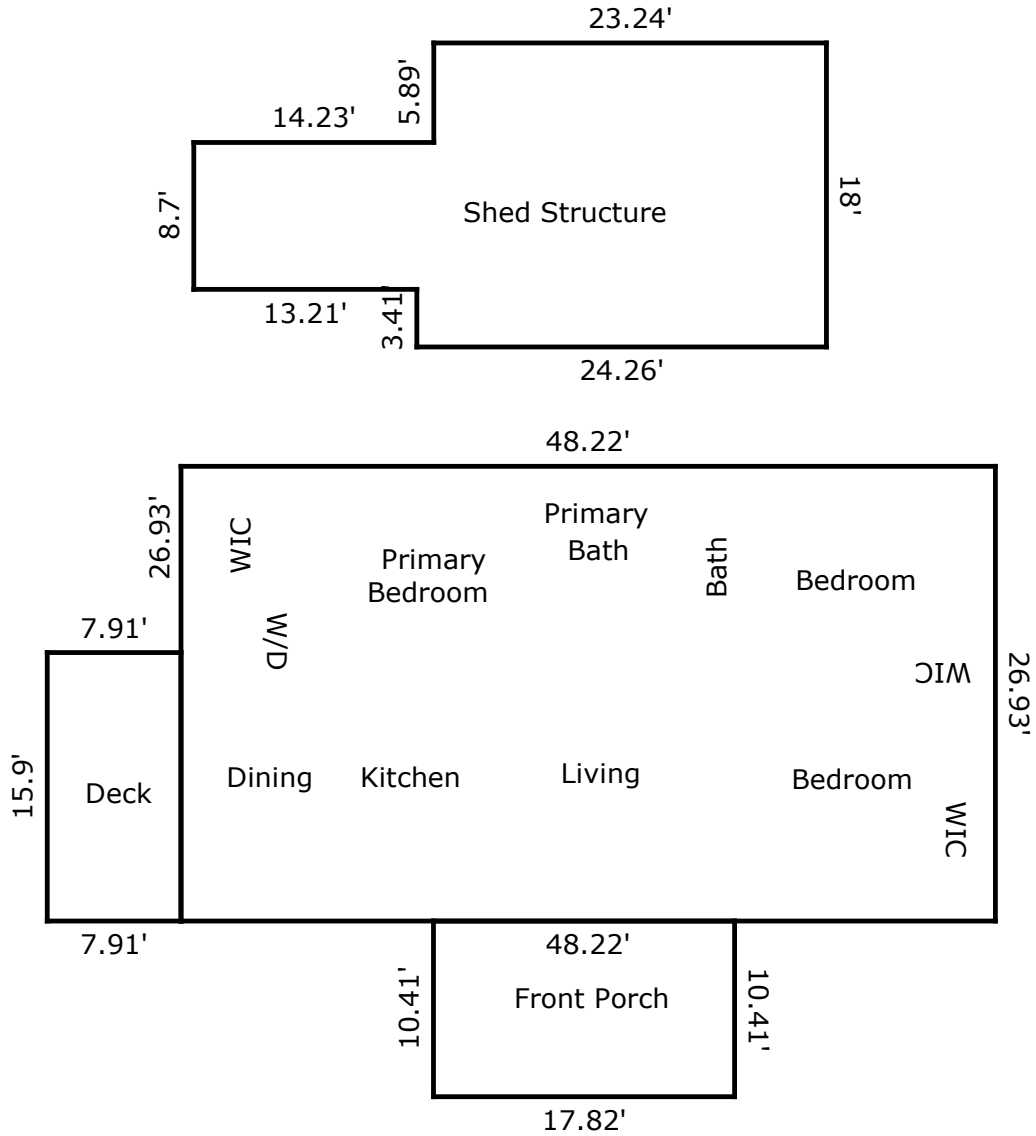 23.24'
5.89'
14.23'
8.7'
Shed Structure
18'
13.21'
3.41'
24.26'
48.22'
26.93'
WIC
Primary
Bath
Primary
Bedroom
Bath
Bedroom
7.91'
W/D
WIC
26.93'
15.9'
Deck
Dining
Kitchen
Living
Bedroom
WIC
7.91'
48.22'
10.41'
Front Porch
10.41'
17.82'